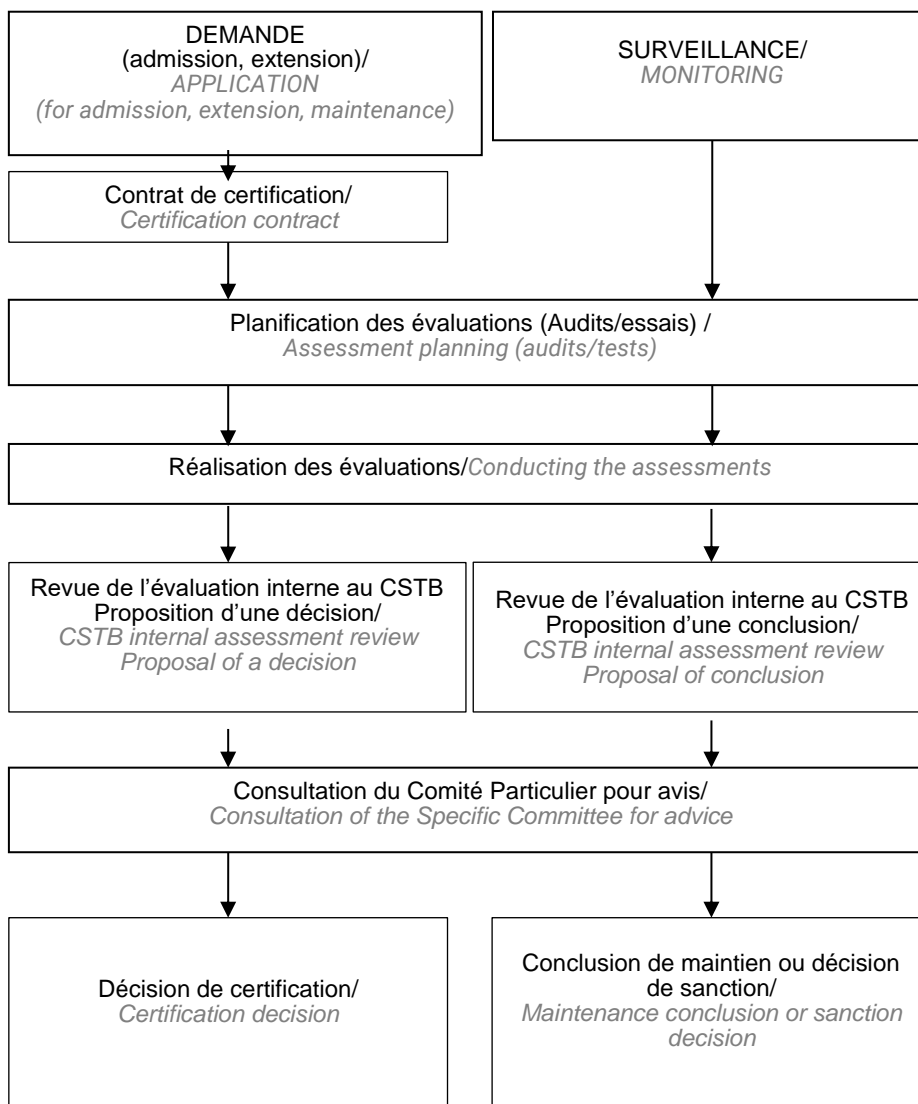 DEMANDE
(admission, extension)/
APPLICATION
(for admission, extension, maintenance)
SURVEILLANCE/
MONITORING
Contrat de certification/
Certification contract
Planification des évaluations (Audits/essais) /
Assessment planning (audits/tests)
Réalisation des évaluations/Conducting the assessments
Revue de l’évaluation interne au CSTB
Proposition d’une décision/
CSTB internal assessment review
Proposal of a decision
Revue de l’évaluation interne au CSTB
Proposition d’une conclusion/
CSTB internal assessment review
Proposal of conclusion
Consultation du Comité Particulier pour avis/
Consultation of the Specific Committee for advice
Décision de certification/
Certification decision
Conclusion de maintien ou décision
de sanction/
Maintenance conclusion or sanction
decision